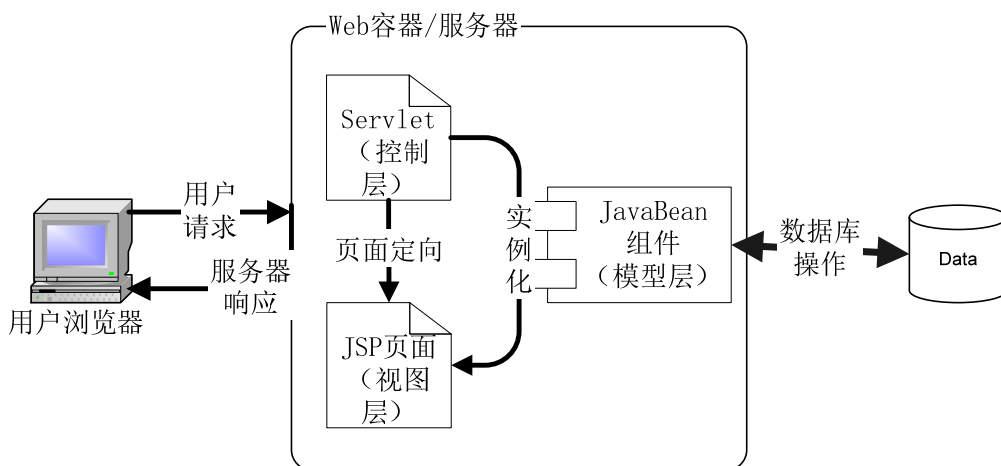 Web容器/服务器
Servlet
（控制
层）
用户
请求
页面定向
实
例
化
JavaBean
组件
（模型层）
数据库
操作
Data
服务器
响应
用户浏览器
JSP页面
（视图
层）